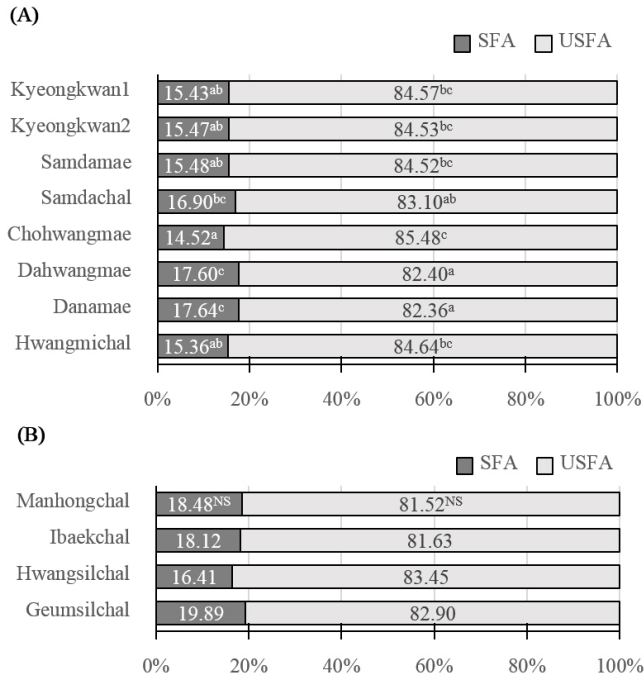 (A)
SFA USFA
Kyeongkwan1 15.43ab 84.57bc
Kyeongkwan2 15.47ab 84.53bc
Samdamae 15.48ab 84.52bc
Samdachal 16.90bc 83.10ab
Chohwangmae 14.52a 85.48c
Dahwangmae 17.60c 82.40a
Danamae 17.64c 82.36a
Hwangmichal 15.36ab 84.64bc
0% 20% 40% 60% 80% 100%
(B)
SFA USFA
Manhongchal 18.48NS 81.52NS
Ibaekchal 18.12 81.63
Hwangsilchal 16.41 83.45
Geumsilchal 19.89 82.90
0% 20% 40% 60% 80% 100%